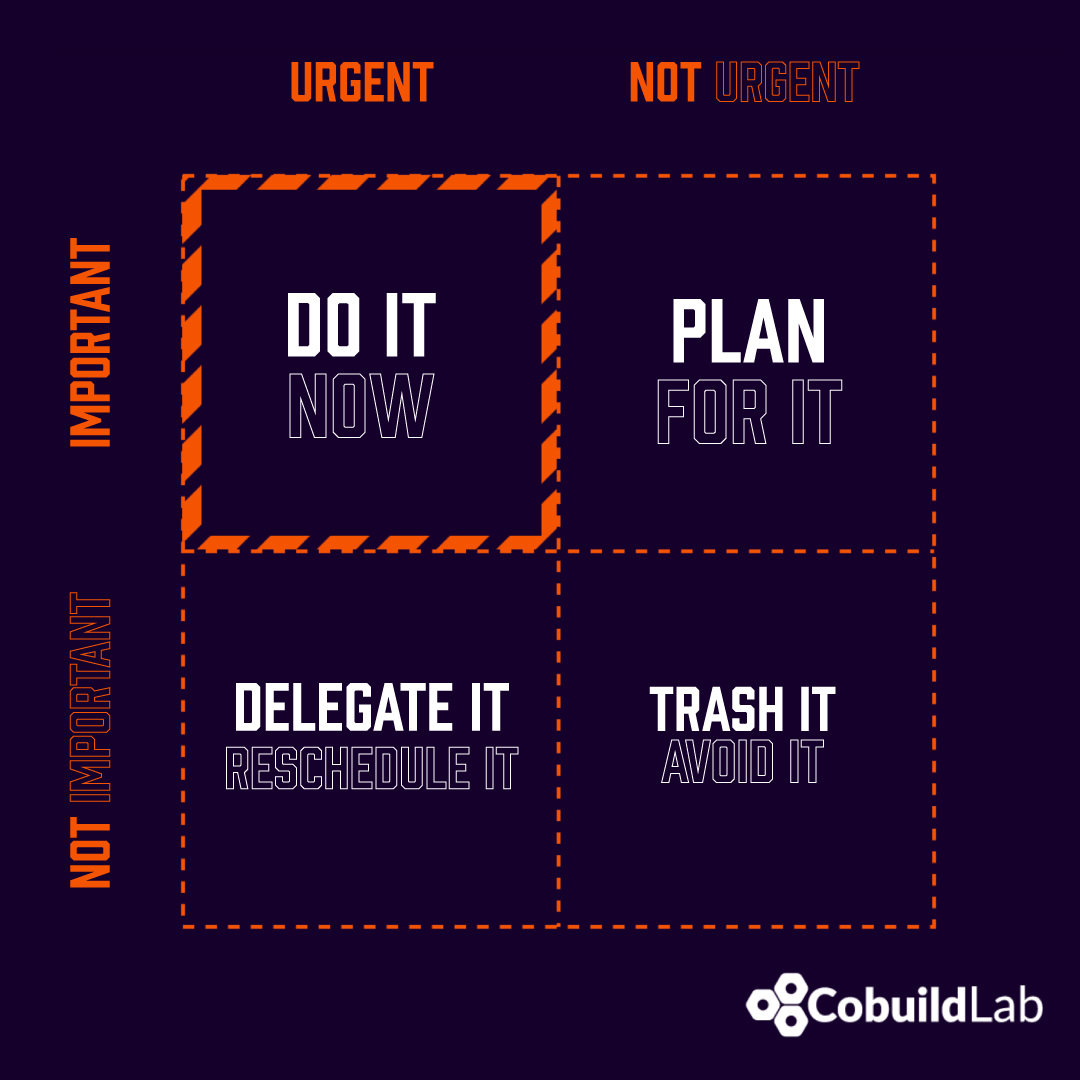 URGENT
NOT URGENT
IMPORTANT
DO IT
NOW
PLAN
FOR IT
NOT IMPORTANT
DELEGATE IT
RESCHEDULE IT
TRASH IT
AVOID IT
CobuildLab